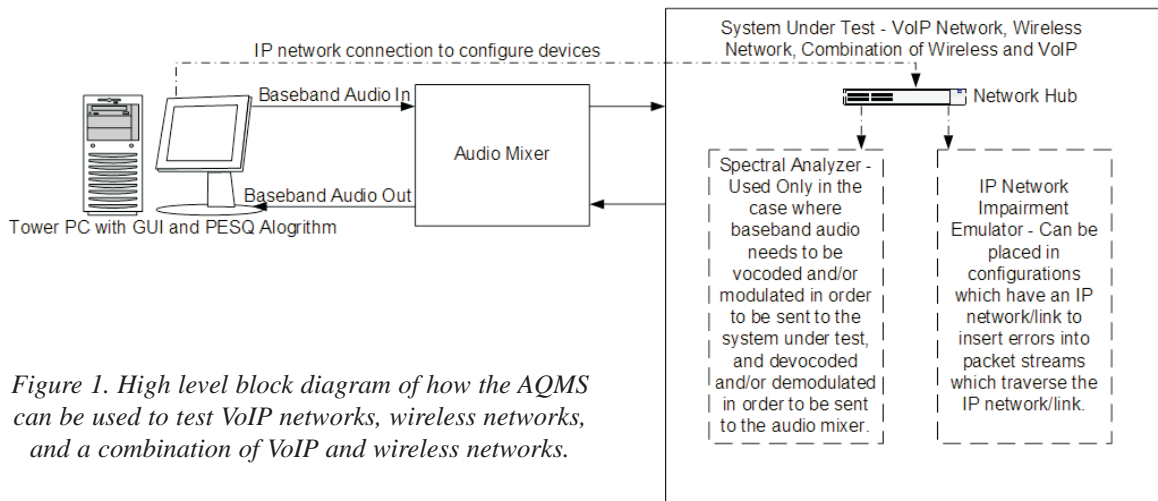 System Under Test - VoIP Network, Wireless
Network, Combination of Wireless and VoIP
IP network connection to configure devices
Baseband Audio In
Network Hub
Audio Mixer
Baseband Audio Out
Tower PC with GUI and PESQ Alogrithm
Spectral Analyzer -
Used Only in the
case where
baseband audio
needs to be
vocoded and/or
modulated in order
to be sent to the
system under test,
and devocoded
and/or demodulated
in order to be sent
to the audio mixer.
IP Network
Impairment
Emulator - Can be
placed in
configurations
which have an IP
network/link to
insert errors into
packet streams
which traverse the
IP network/link.
Figure 1. High level block diagram of how the AQMS
can be used to test VoIP networks, wireless networks,
and a combination of VoIP and wireless networks.